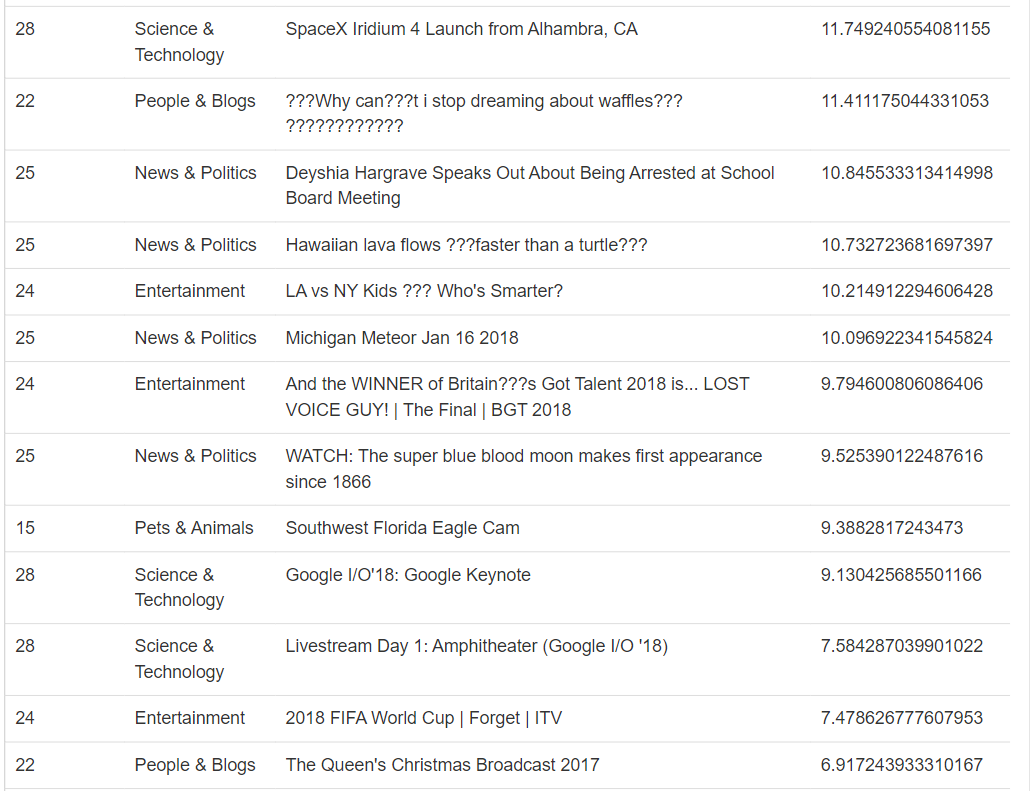 28 Science & SpaceX Iridium 4 Launch from Alhambra, CA 11.749240554081155
Technology
22 People & Blogs ???Why can???t i stop dreaming about waffles??? 11.411175044331053
????????????
25 News & Politics Deyshia Hargrave Speaks Out About Being Arrested at School 10.845533313414998
Board Meeting
25 News & Politics Hawaiian lava flows ???faster than a turtle??? 10.732723681697397
24 Entertainment LA vs NY Kids ??? Who's Smarter? 10.214912294606428
25 News & Politics Michigan Meteor Jan 16 2018 10.096922341545824
24 Entertainment And the WINNER of Britain???s Got Talent 2018 is... LOST 9.794600806086406
VOICE GUY! | The Final | BGT 2018
25 News & Politics WATCH: The super blue blood moon makes first appearance 9.525390122487616
since 1866
15 Pets & Animals Southwest Florida Eagle Cam 9.3882817243473
28 Science & Google I/O'18: Google Keynote 9.130425685501166
Technology
28 Science & Livestream Day 1: Amphitheater (Google I/O '18) 7.584287039901022
Technology
24 Entertainment 2018 FIFA World Cup | Forget | ITV 7.478626777607953
22 People & Blogs The Queen's Christmas Broadcast 2017 6.917243933310167